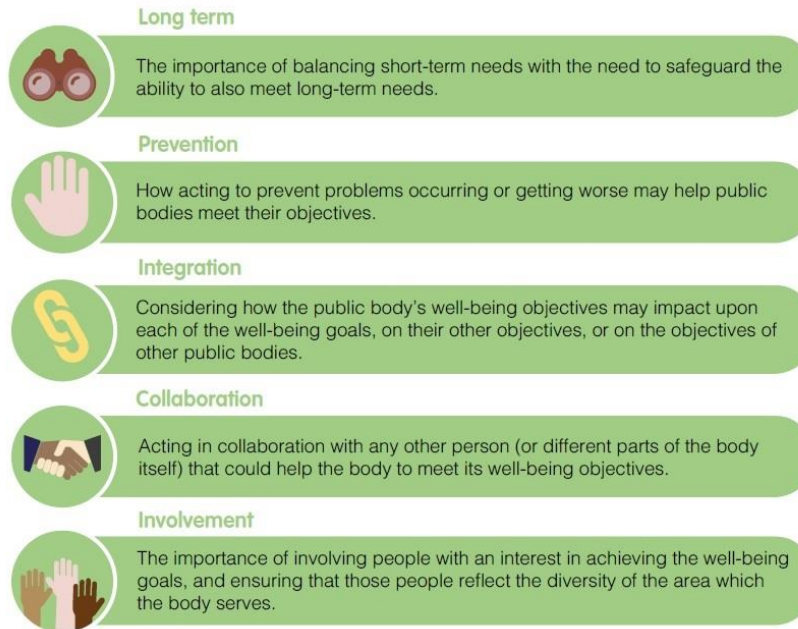 Long term
The importance of balancing short-term needs with the need to safeguard the
ability to also meet long-term needs.
Prevention
How acting to prevent problems occurring or getting worse may help public
bodies meet their objectives.
Integration
Considering how the public body's well-being objectives may impact upon
each of the well-being goals, on their other objectives, or on the objectives of
other public bodies.
Collaboration
Acting in collaboration with any other person (or different parts of the body
itself) that could help the body to meet its well-being objectives.
Involvement
The importance of involving people with an interest in achieving the well-being
goals, and ensuring that those people reflect the diversity of the area which
the body serves.